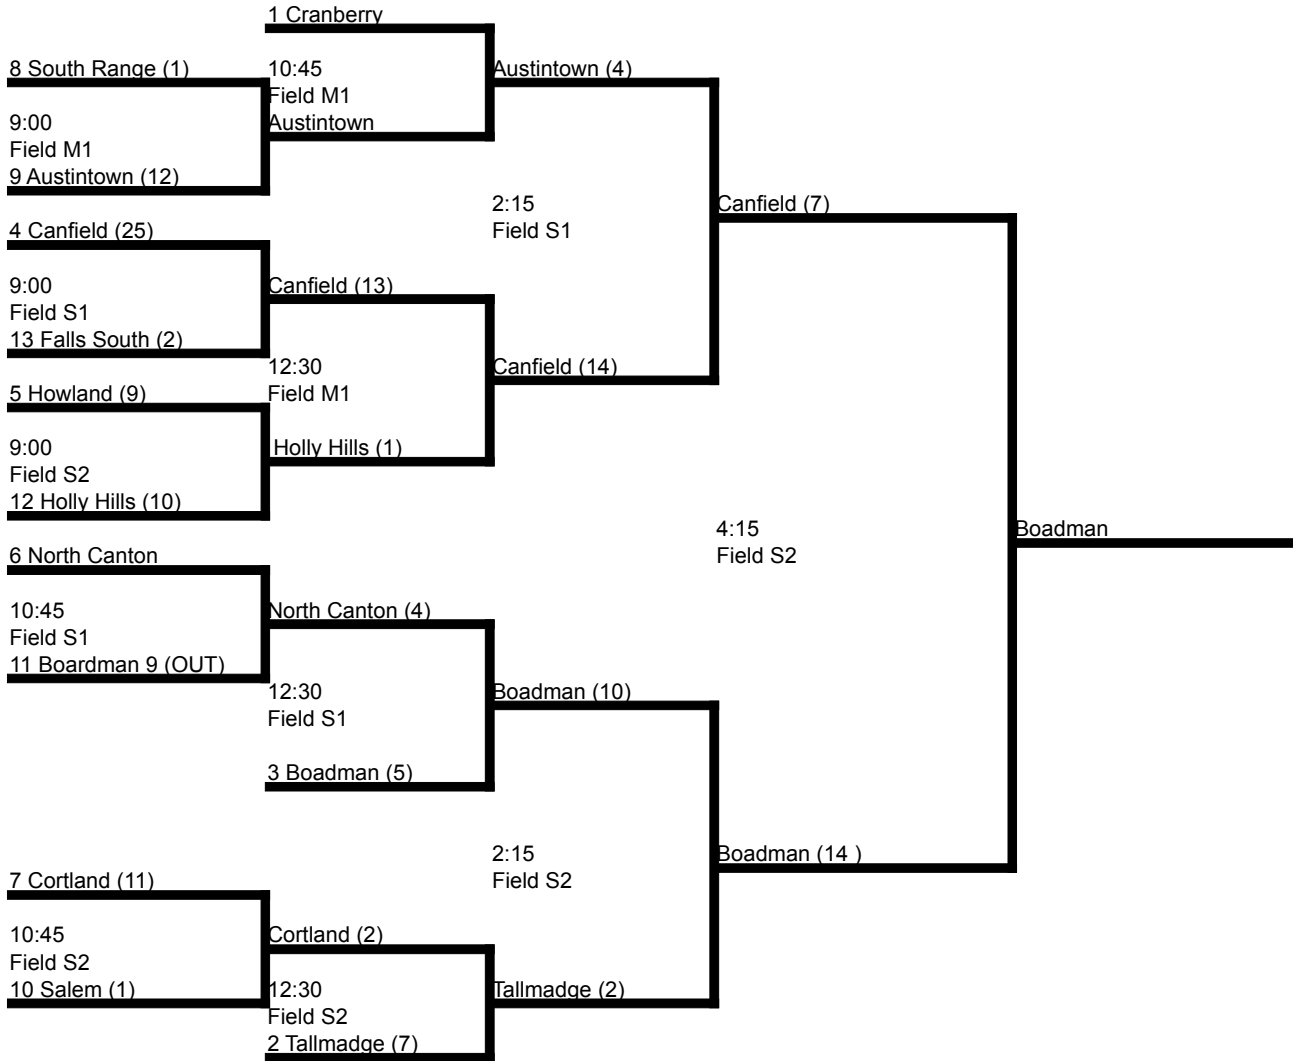 1 Cranberry
8 South Range (1)
10:45
Field M1
Austintown (4)
9:00
Field M1
Austintown
9 Austintown (12)
2:15
Field S1
Canfield (7)
4 Canfield (25)
9:00
Field S1
Canfield (13)
13 Falls South (2)
12:30
Field M1
Canfield (14)
5 Howland (9)
9:00
Field S2
Holly Hills (1)
12 Holly Hills (10)
4:15
Field S2
Boadman
6 North Canton
10:45
Field S1
North Canton (4)
11 Boardman 9 (OUT)
12:30
Field S1
Boadman (10)
3 Boadman (5)
2:15
Field S2
Boadman (14 )
7 Cortland (11)
10:45
Field S2
Cortland (2)
10 Salem (1)
12:30
Field S2
Tallmadge (2)
2 Tallmadge (7)